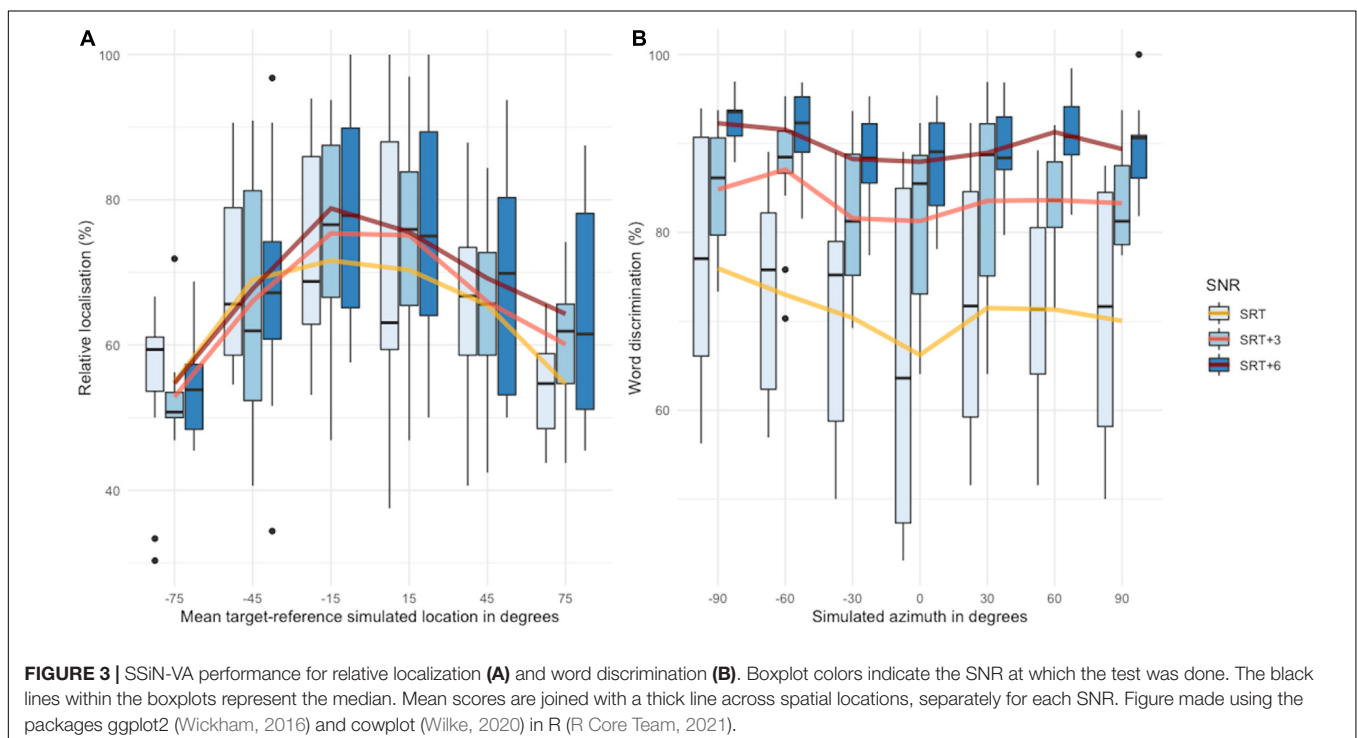 A
B
100
80
60
40
Relative localisation (%)
-75
-45
-15
15
45
75
Mean target-reference simulated location in degrees
100
80
60
Word discrimination (%)
-90
-60
-30
0
30
60
90
Simulated azimuth in degrees
SNR
SRT
SRT+3
SRT+6
FIGURE 3 | SSiN-VA performance for relative localization (A) and word discrimination (B). Boxplot colors indicate the SNR at which the test was done. The black
lines within the boxplots represent the median. Mean scores are joined with a thick line across spatial locations, separately for each SNR. Figure made using the
packages ggplot2 (Wickham, 2016) and cowplot (Wilke, 2020) in R (R Core Team, 2021).